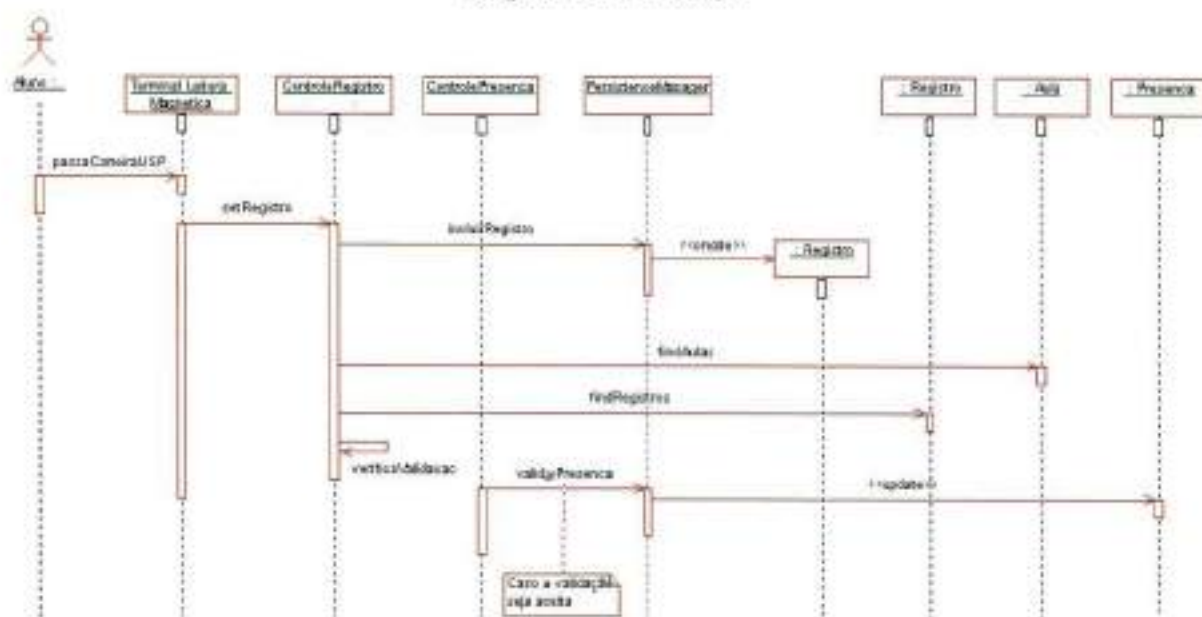 Aluno :
Terminal Leitura
Magnetica
ControleRegistro
ControlePresenca
PersistenceManager
: Registro
: Aula
: Presenca
passaCarteiraUSP
setRegistro
incluiRegistro
<<create>>
: Registro
findAulas
findRegistros
verificaValidacao
validaPresenca
<<update>>
Caso a validação
seja aceita